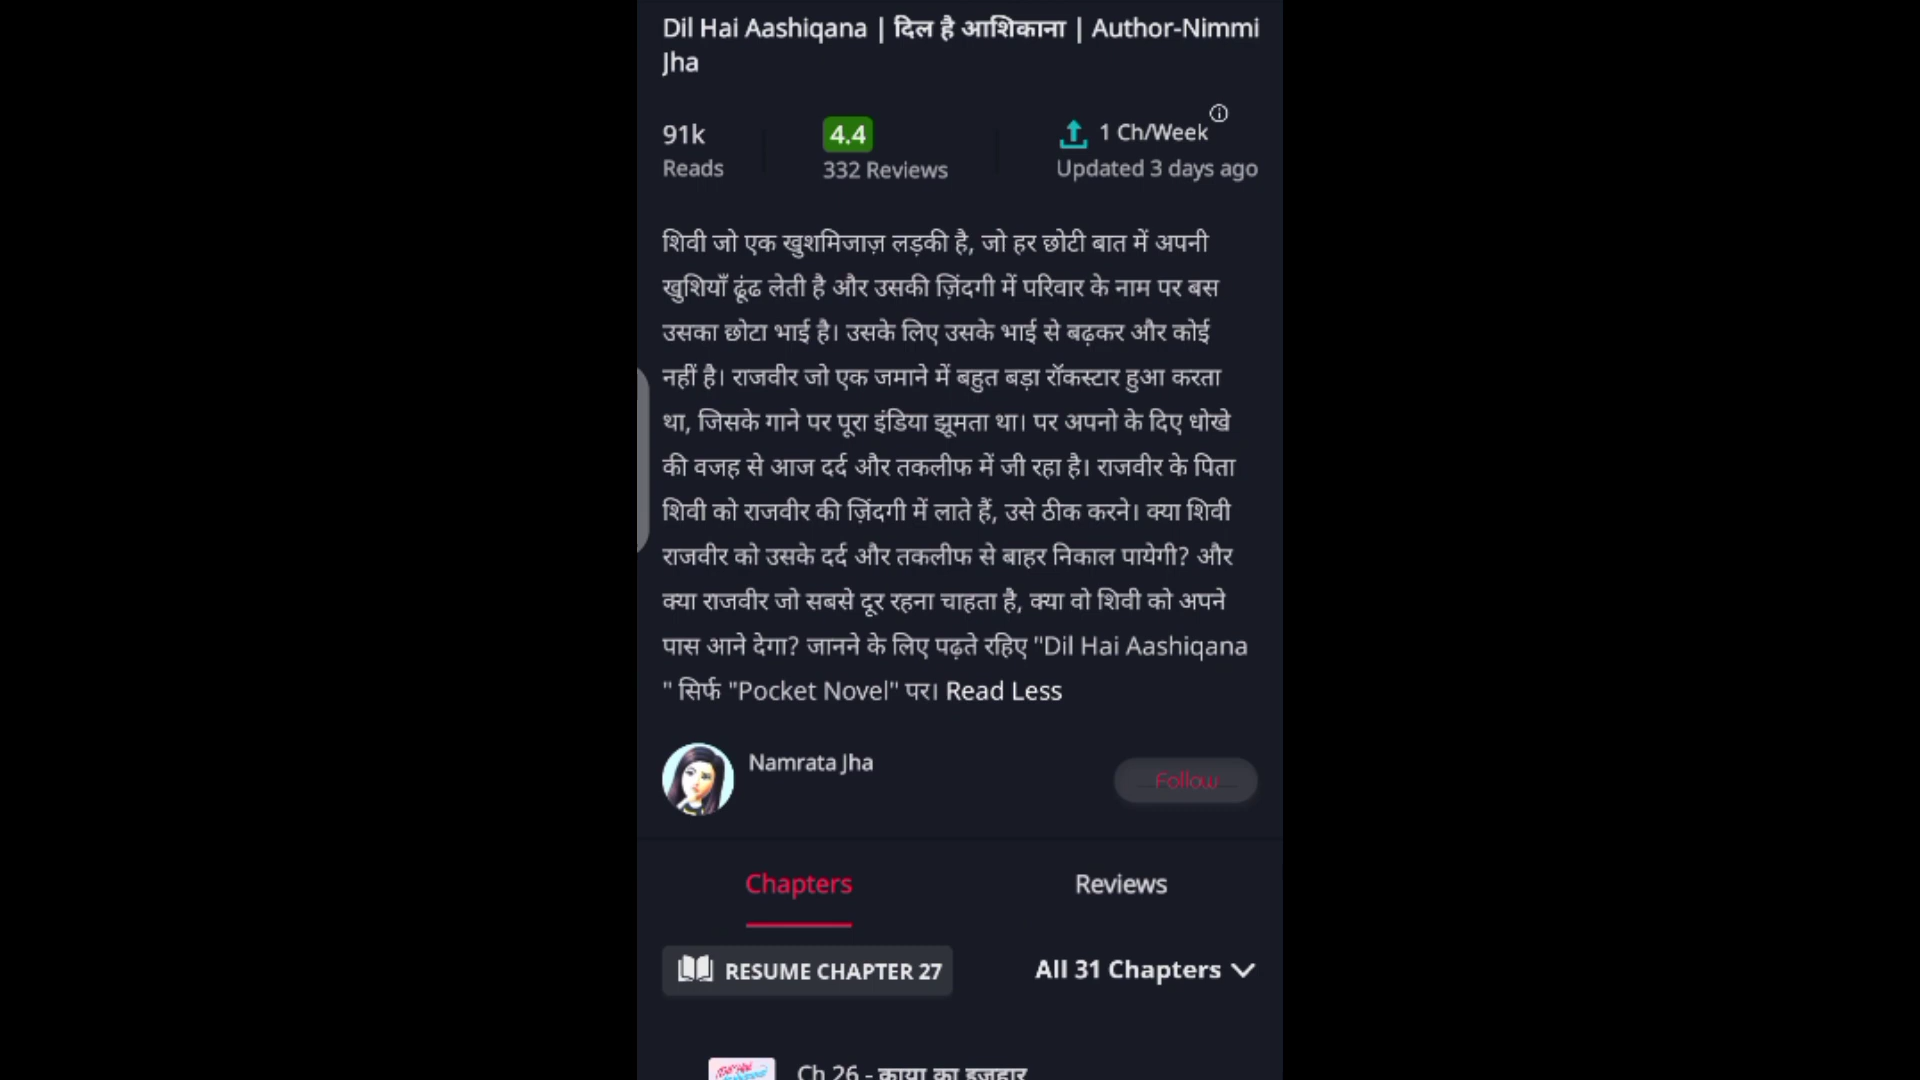 Dil Hai Aashiqana | दिल है आशिकाना | Author-Nimmi
Jha
91k
Reads
4.4
332 Reviews
1 Ch/Week
Updated 3 days ago
शिवी जो एक खुशमिजाज़ लड़की है, जो हर छोटी बात में अपनी
खुशियाँ ढूंढ लेती है और उसकी ज़िंदगी में परिवार के नाम पर बस
उसका छोटा भाई है। उसके लिए उसके भाई से बढ़कर और कोई
नहीं है। राजवीर जो एक जमाने में बहुत बड़ा रॉकस्टार हुआ करता
था, जिसके गाने पर पूरा इंडिया झूमता था। पर अपनो के दिए धोखे
की वजह से आज दर्द और तकलीफ में जी रहा है। राजवीर के पिता
शिवी को राजवीर की ज़िंदगी में लाते हैं, उसे ठीक करने। क्या शिवी
राजवीर को उसके दर्द और तकलीफ से बाहर निकाल पायेगी? और
क्या राजवीर जो सबसे दूर रहना चाहता है, क्या वो शिवी को अपने
पास आने देगा? जानने के लिए पढ़ते रहिए "Dil Hai Aashiqana
" सिर्फ "Pocket Novel" पर। Read Less
Namrata Jha
Follow
Chapters
Reviews
RESUME CHAPTER 27
All 31 Chapters
Ch 26 - काया का इजहार